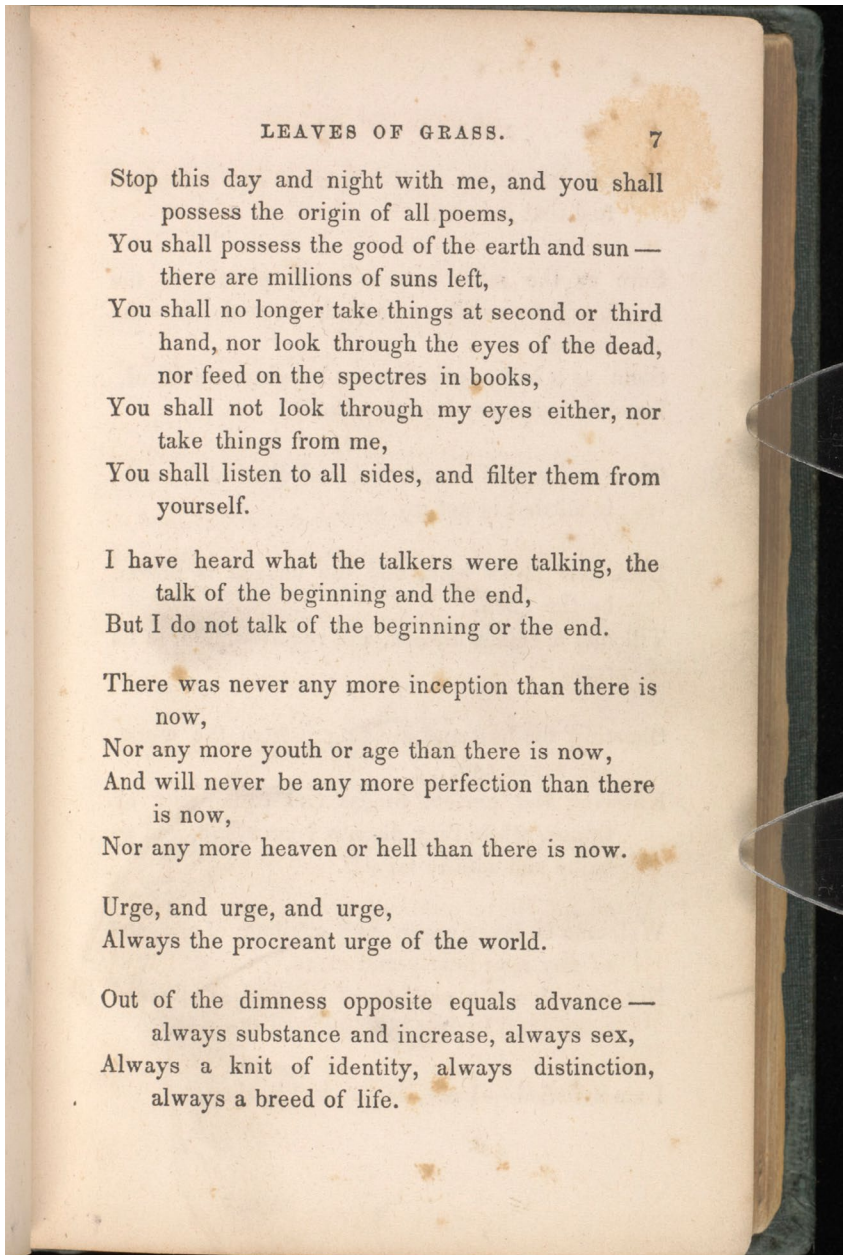 LEAVES OF GRASS. 7
Stop this day and night with me, and you shall
possess the origin of all poems,
You shall possess the good of the earth and sun —
there are millions of suns left,
You shall no longer take things at second or third
hand, nor look through the eyes of the dead,
nor feed on the spectres in books,
You shall not look through my eyes either, nor
take things from me,
You shall listen to all sides, and filter them from
yourself.
I have heard what the talkers were talking, the
talk of the beginning and the end,
But I do not talk of the beginning or the end.
There was never any more inception than there is
now,
Nor any more youth or age than there is now,
And will never be any more perfection than there
is now,
Nor any more heaven or hell than there is now.
Urge, and urge, and urge,
Always the procreant urge of the world.
Out of the dimness opposite equals advance —
always substance and increase, always sex,
Always a knit of identity, always distinction,
always a breed of life.